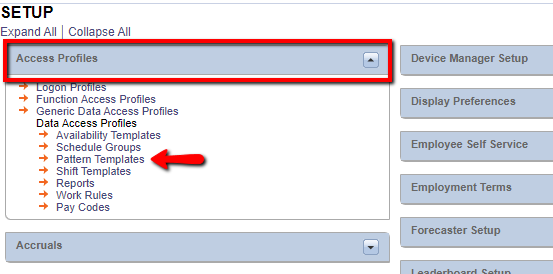 SETUP
Expand All | Collapse All
Access Profiles
Logon Profiles
Function Access Profiles
Generic Data Access Profiles
Data Access Profiles
Availability Templates
Schedule Groups
Pattern Templates
Shift Templates
Reports
Work Rules
Pay Codes
Accruals
Device Manager Setup
Display Preferences
Employee Self Service
Employment Terms
Forecaster Setup
Leaderboard Setup